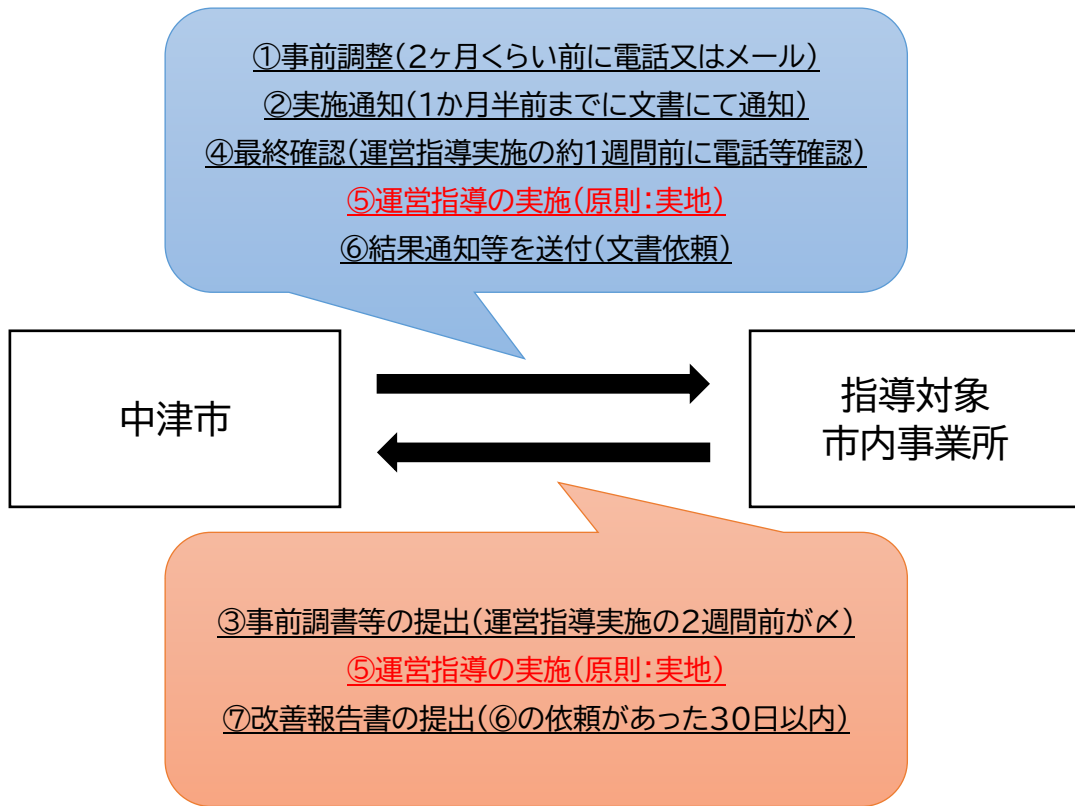 ①事前調整(2ヶ月くらい前に電話又はメール)
②実施通知(1か月半前までに文書にて通知)
④最終確認(運営指導実施の約1週間前に電話等確認)
⑤運営指導の実施(原則:実地)
⑥結果通知等を送付(文書依頼)
中津市
指導対象
市内事業所
③事前調書等の提出(運営指導実施の2週間前が〆)
⑤運営指導の実施(原則:実地)
⑦改善報告書の提出(⑥の依頼があった30日以内)